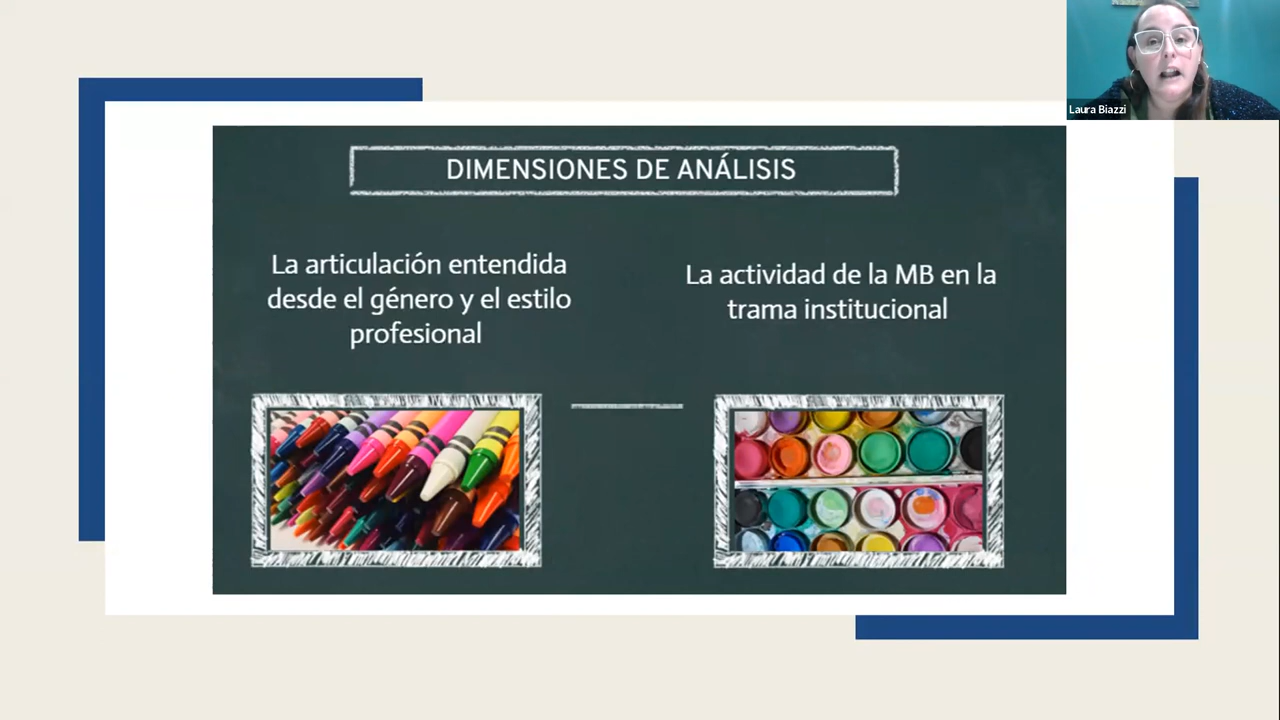 Laura Biazzi
DIMENSIONES DE ANÁLISIS
La articulación entendida
desde el género y el estilo
profesional
La actividad de la MB en la
trama institucional